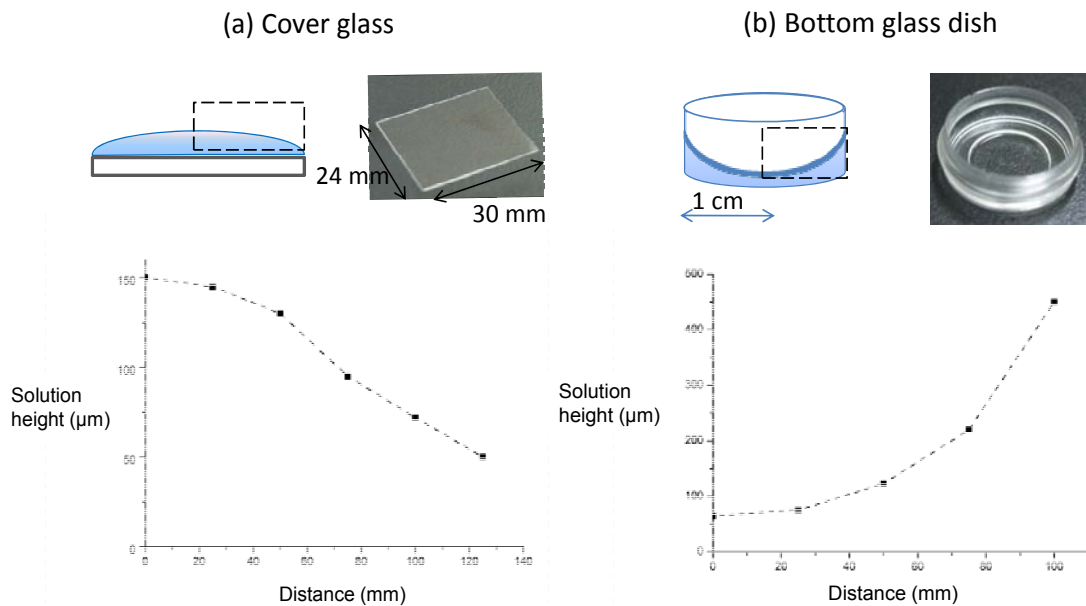 (a) Cover glass
(b) Bottom glass dish
24 mm
30 mm
1 cm
150
100
50
0
Solution
height (µm)
0 20 40 60 80 100 120 140
Distance (mm)
500
400
300
200
100
0
Solution
height (µm)
0 20 40 60 80 100
Distance (mm)